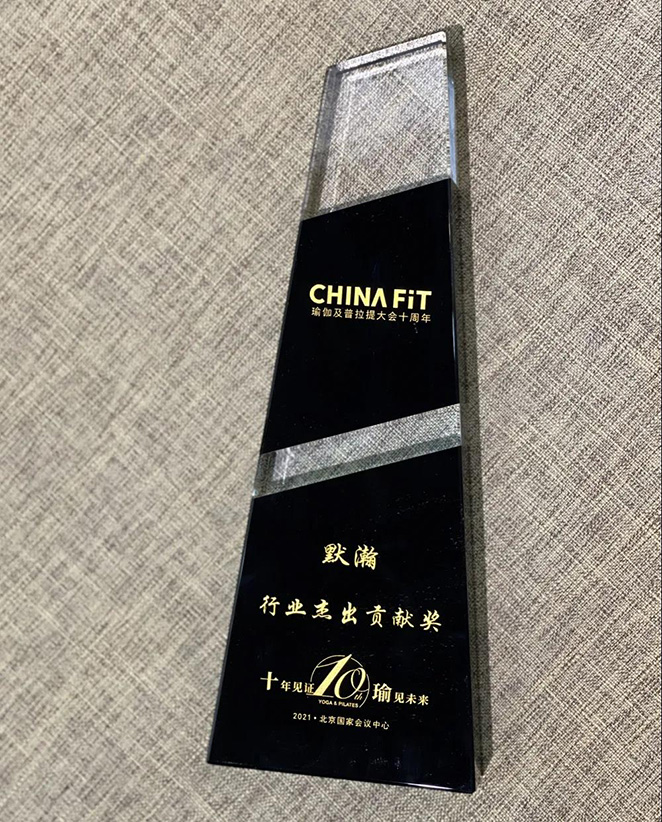 CHINA FiT
瑜伽及普拉提大会十周年
默瀚
行业杰出贡献奖
十年见证 10th 瑜见未来
YOGA & PILATES
2021·北京国家会议中心